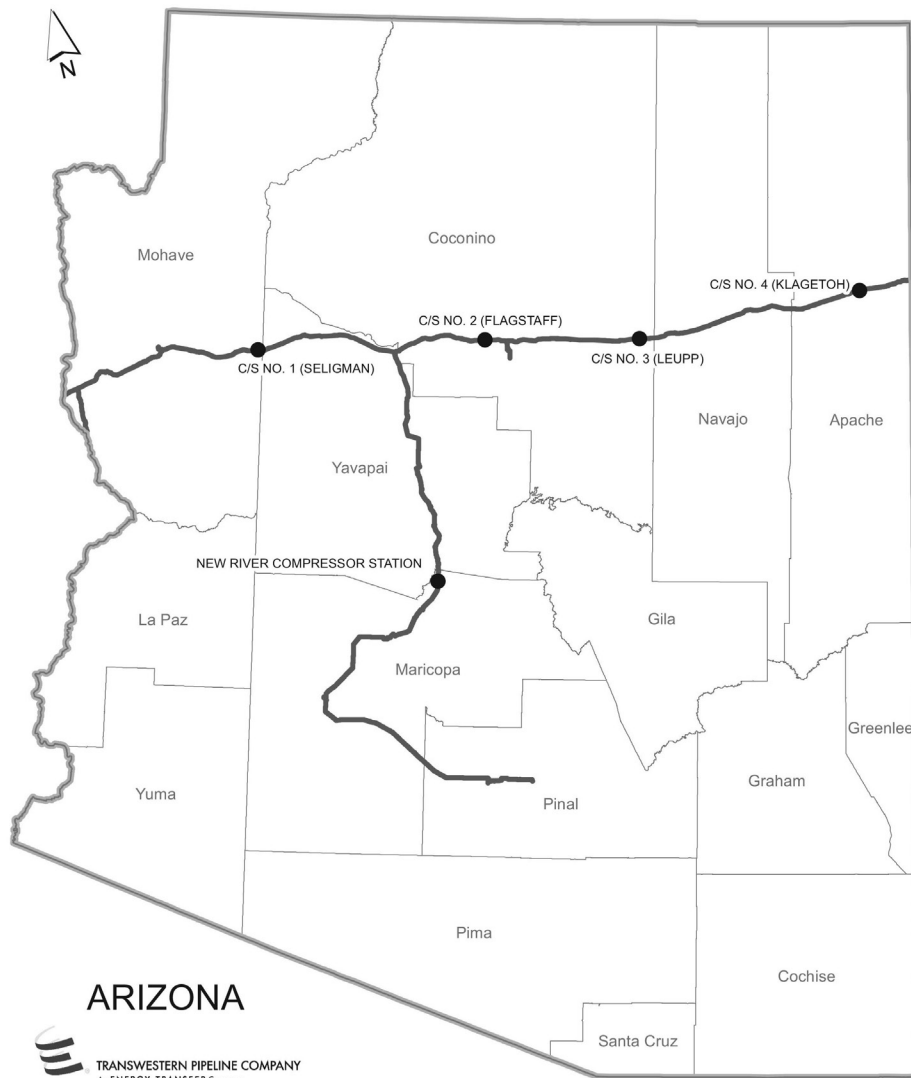 N
Mohave
Coconino
C/S NO. 4 (KLAGETOH)
C/S NO. 2 (FLAGSTAFF)
C/S NO. 1 (SELIGMAN)
C/S NO. 3 (LEUPP)
Navajo
Apache
Yavapai
NEW RIVER COMPRESSOR STATION
La Paz
Gila
Maricopa
Greenlee
Yuma
Pinal
Graham
Pima
Cochise
ARIZONA
Santa Cruz
TRANSWESTERN PIPELINE COMPANY